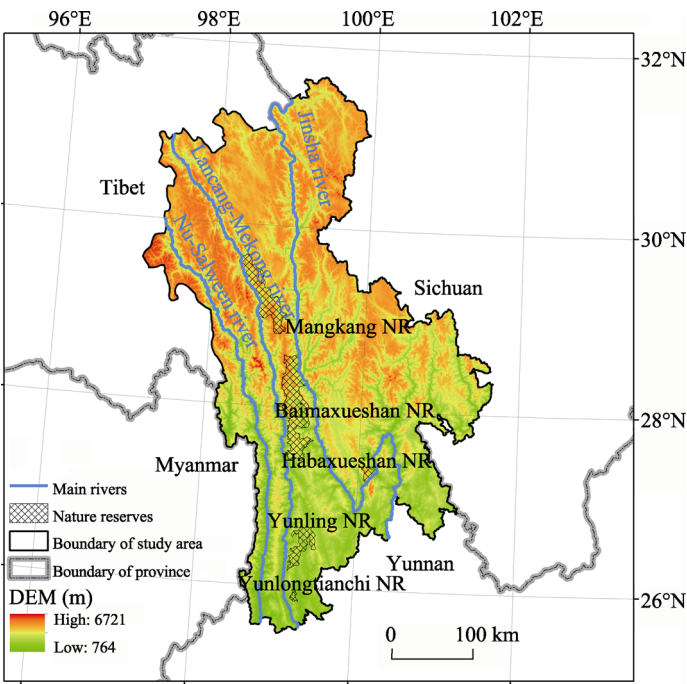 96°E 98°E 100°E 102°E
32°N
Jinsha river
Lancang-Mekong river
Tibet
Nu-Salween river
30°N
Sichuan
Mangkang NR
Baimaxueshan NR
28°N
Myanmar
Habaxueshan NR
Main rivers
Nature reserves
Yunling NR
Boundary of study area
Boundary of province
Yunnan
Yunlongtianchi NR
26°N
DEM (m)
High: 6721
Low: 764
0 100 km